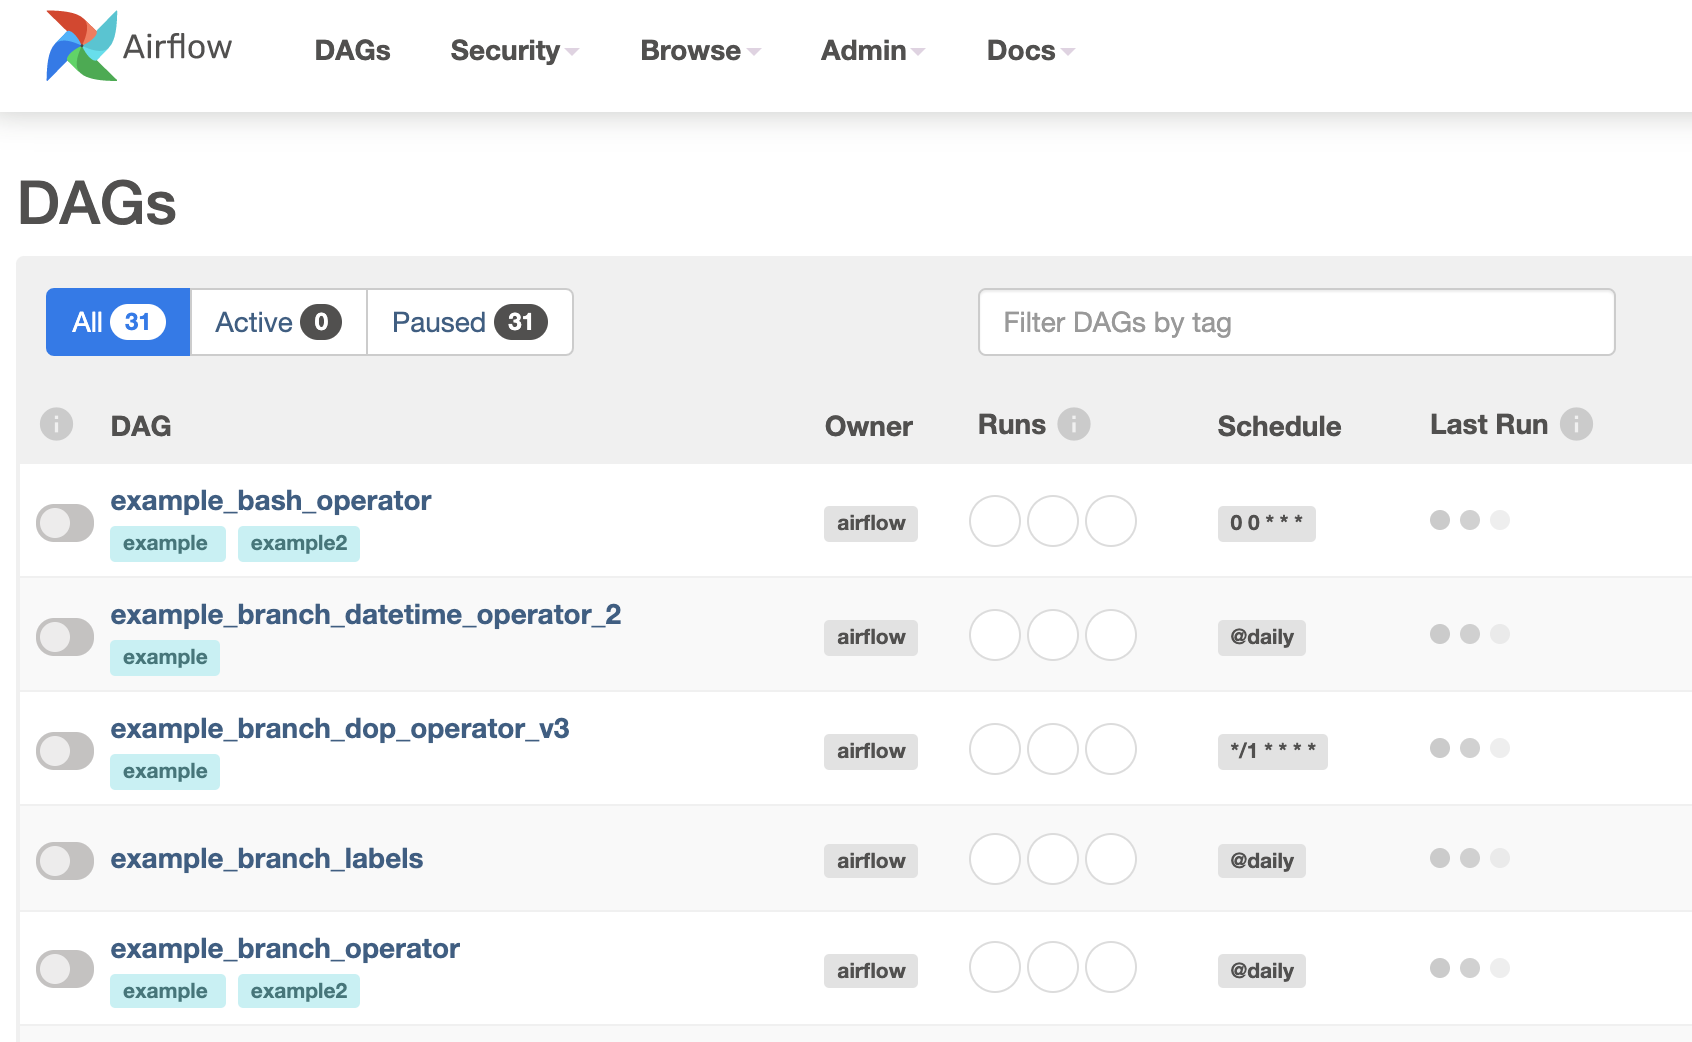 Airflow DAGs Security Browse Admin Docs
DAGs
All 31 Active 0 Paused 31 Filter DAGs by tag
i DAG Owner Runs i Schedule Last Run i
example_bash_operator
example example2 airflow 0 0 * * *
example_branch_datetime_operator_2
example airflow @daily
example_branch_dop_operator_v3
example airflow */1 * * * *
example_branch_labels airflow @daily
example_branch_operator
example example2 airflow @daily